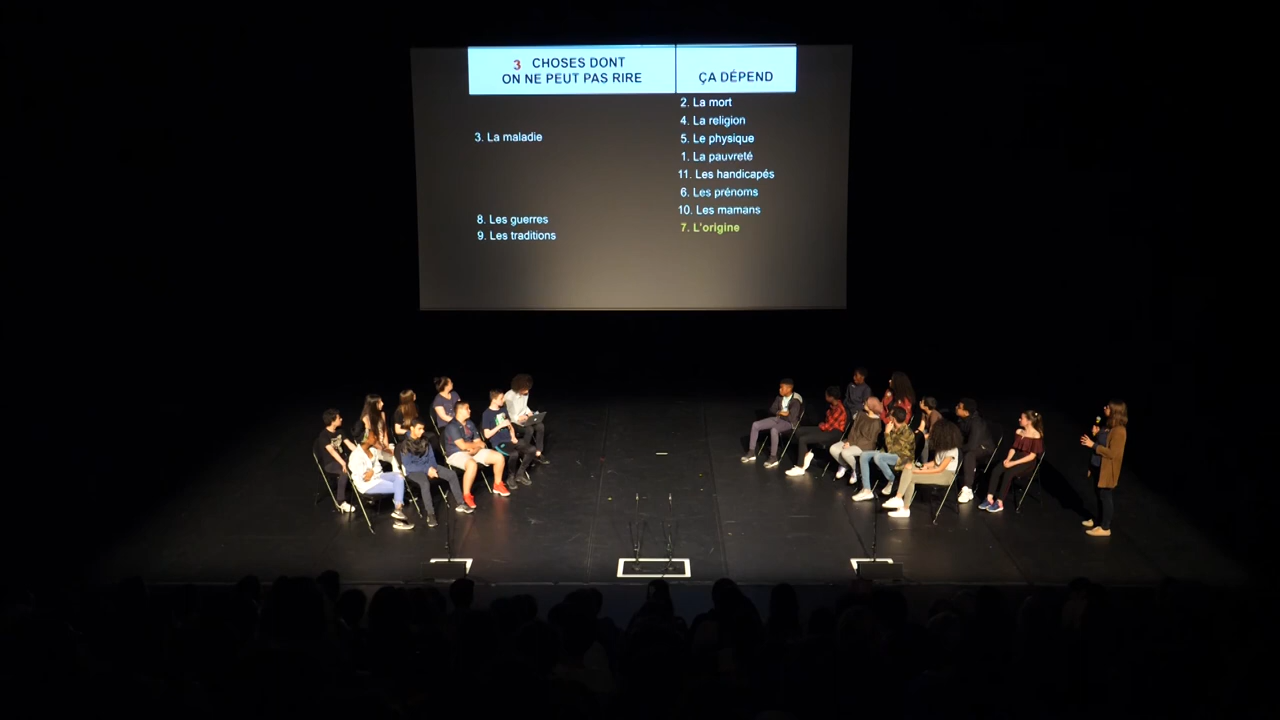 3 CHOSES DONT
ON NE PEUT PAS RIRE
ÇA DÉPEND
2. La mort
4. La religion
3. La maladie
5. Le physique
1. La pauvreté
11. Les handicapés
6. Les prénoms
10. Les mamans
8. Les guerres
7. L'origine
9. Les traditions